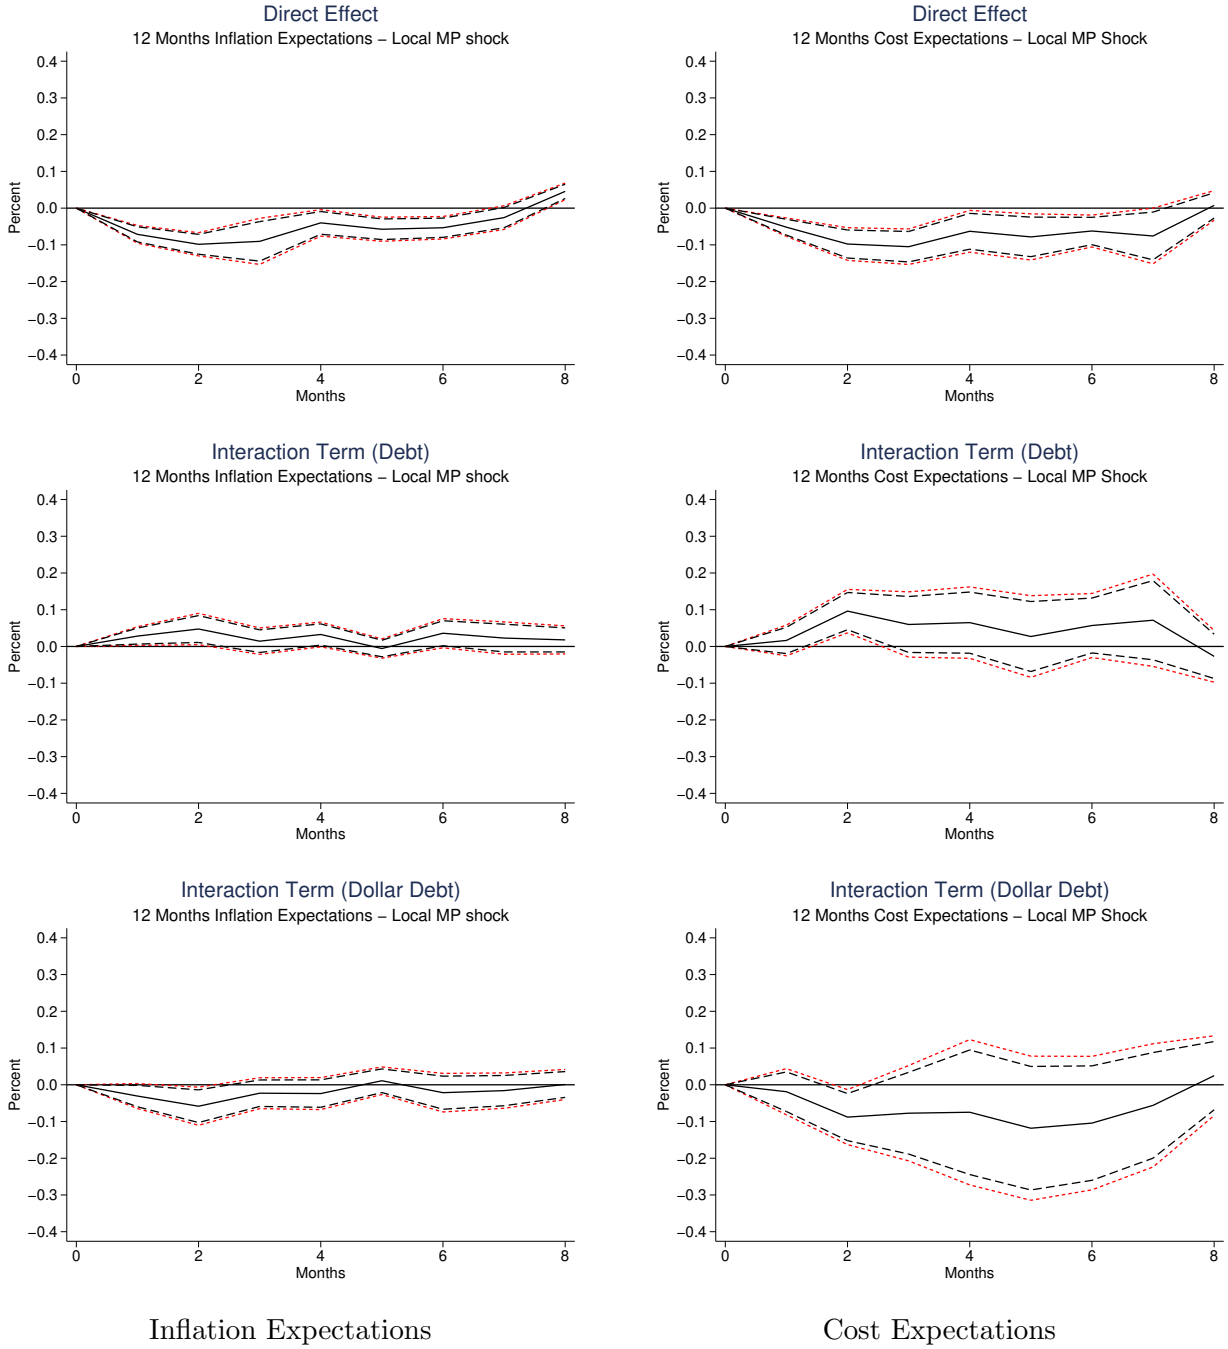 Direct Effect
12 Months Inflation Expectations − Local MP shock
0.4
0.3
0.2
0.1
0.0
−0.1
−0.2
−0.3
−0.4
Percent
0 2 4 6 8
Months
Direct Effect
12 Months Cost Expectations − Local MP Shock
0.4
0.3
0.2
0.1
0.0
−0.1
−0.2
−0.3
−0.4
Percent
0 2 4 6 8
Months
Interaction Term (Debt)
12 Months Inflation Expectations − Local MP shock
0.4
0.3
0.2
0.1
0.0
−0.1
−0.2
−0.3
−0.4
Percent
0 2 4 6 8
Months
Interaction Term (Debt)
12 Months Cost Expectations − Local MP Shock
0.4
0.3
0.2
0.1
0.0
−0.1
−0.2
−0.3
−0.4
Percent
0 2 4 6 8
Months
Interaction Term (Dollar Debt)
12 Months Inflation Expectations − Local MP shock
0.4
0.3
0.2
0.1
0.0
−0.1
−0.2
−0.3
−0.4
Percent
0 2 4 6 8
Months
Interaction Term (Dollar Debt)
12 Months Cost Expectations − Local MP Shock
0.4
0.3
0.2
0.1
0.0
−0.1
−0.2
−0.3
−0.4
Percent
0 2 4 6 8
Months
Inflation Expectations
Cost Expectations